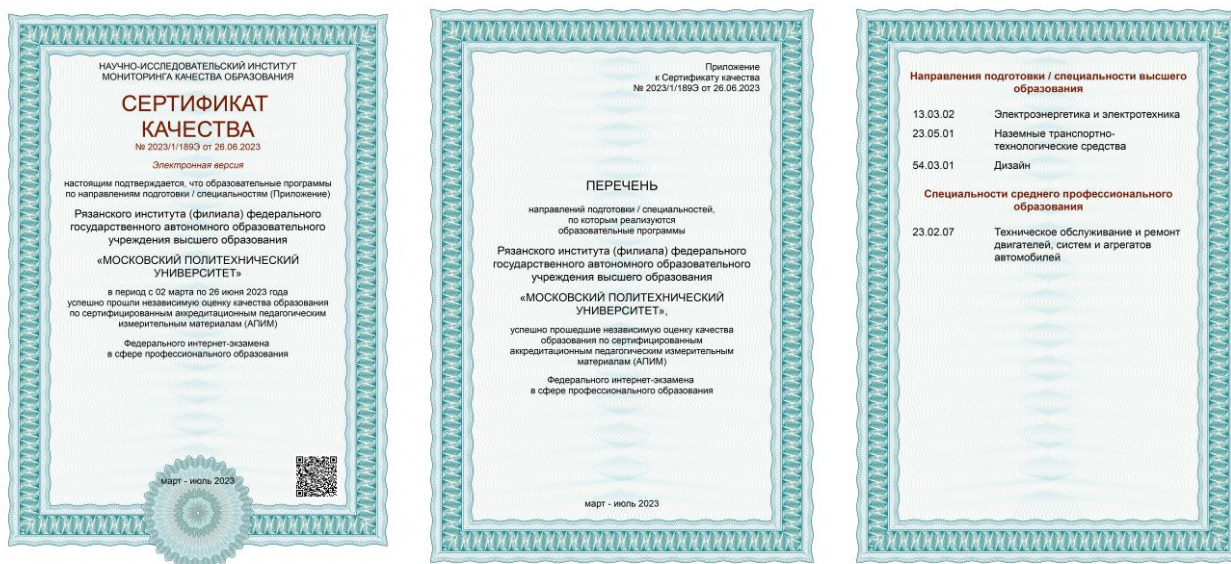 НАУЧНО-ИССЛЕДОВАТЕЛЬСКИЙ ИНСТИТУТ
МОНИТОРИНГА КАЧЕСТВА ОБРАЗОВАНИЯ
СЕРТИФИКАТ
КАЧЕСТВА
№ 2023/1/189Э от 26.06.2023
Электронная версия
настоящим подтверждается, что образовательные программы
по направлениям подготовки / специальностям (Приложение)
Рязанского института (филиала) федерального
государственного автономного образовательного
учреждения высшего образования
«МОСКОВСКИЙ ПОЛИТЕХНИЧЕСКИЙ
УНИВЕРСИТЕТ»
в период с 02 марта по 26 июня 2023 года
успешно прошли независимую оценку качества образования
по сертифицированным аккредитационным педагогическим
измерительным материалам (АПИМ)
Федерального интернет-экзамена
в сфере профессионального образования
март - июль 2023
Приложение
к Сертификату качества
№ 2023/1/189Э от 26.06.2023
ПЕРЕЧЕНЬ
направлений подготовки / специальностей,
по которым реализуются
образовательные программы
Рязанского института (филиала) федерального
государственного автономного образовательного
учреждения высшего образования
«МОСКОВСКИЙ ПОЛИТЕХНИЧЕСКИЙ
УНИВЕРСИТЕТ»,
успешно прошедшие независимую оценку качества
образования по сертифицированным
аккредитационным педагогическим измерительным
материалам (АПИМ)
Федерального интернет-экзамена
в сфере профессионального образования
март - июль 2023
Направления подготовки / специальности высшего
образования
13.03.02 Электроэнергетика и электротехника
23.05.01 Наземные транспортно-
технологические средства
54.03.01 Дизайн
Специальности среднего профессионального
образования
23.02.07 Техническое обслуживание и ремонт
двигателей, систем и агрегатов
автомобилей